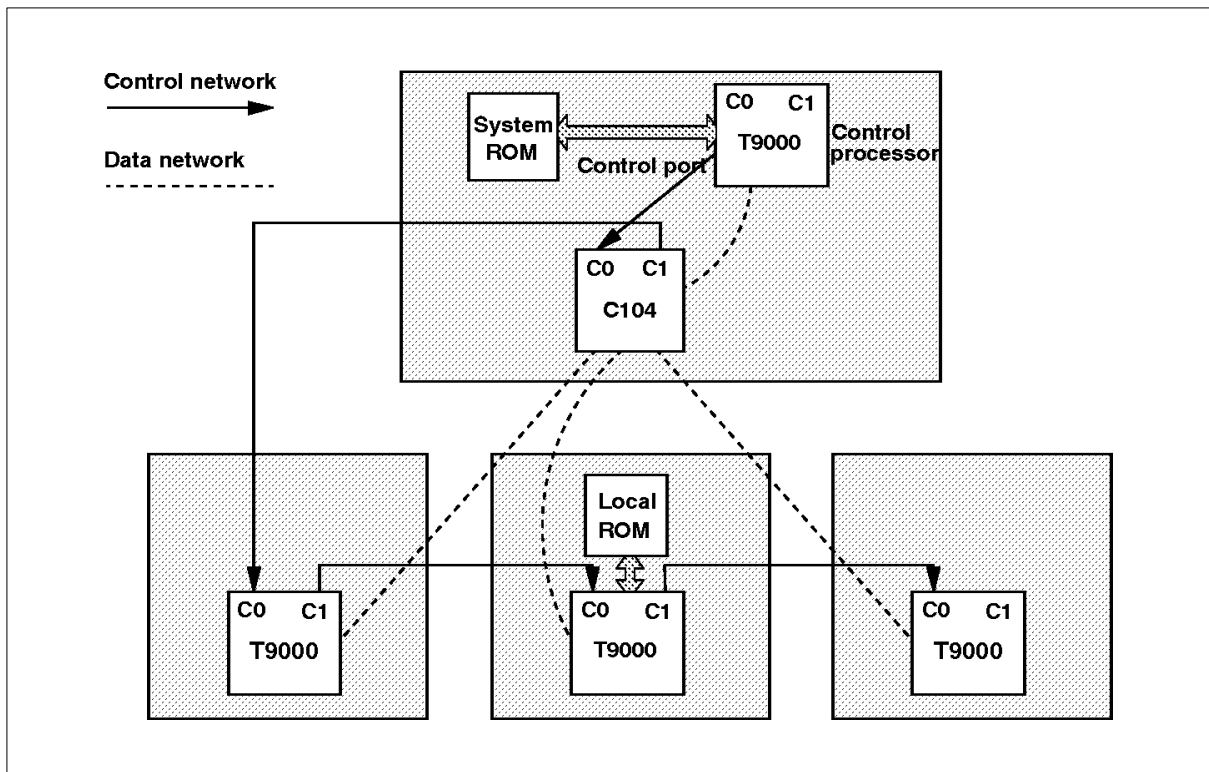 Control network
Data network
System
ROM
C0 C1
T9000
Control
processor
Control port
C0 C1
C104
Local
ROM
C0 C1
T9000
C0 C1
T9000
C0 C1
T9000